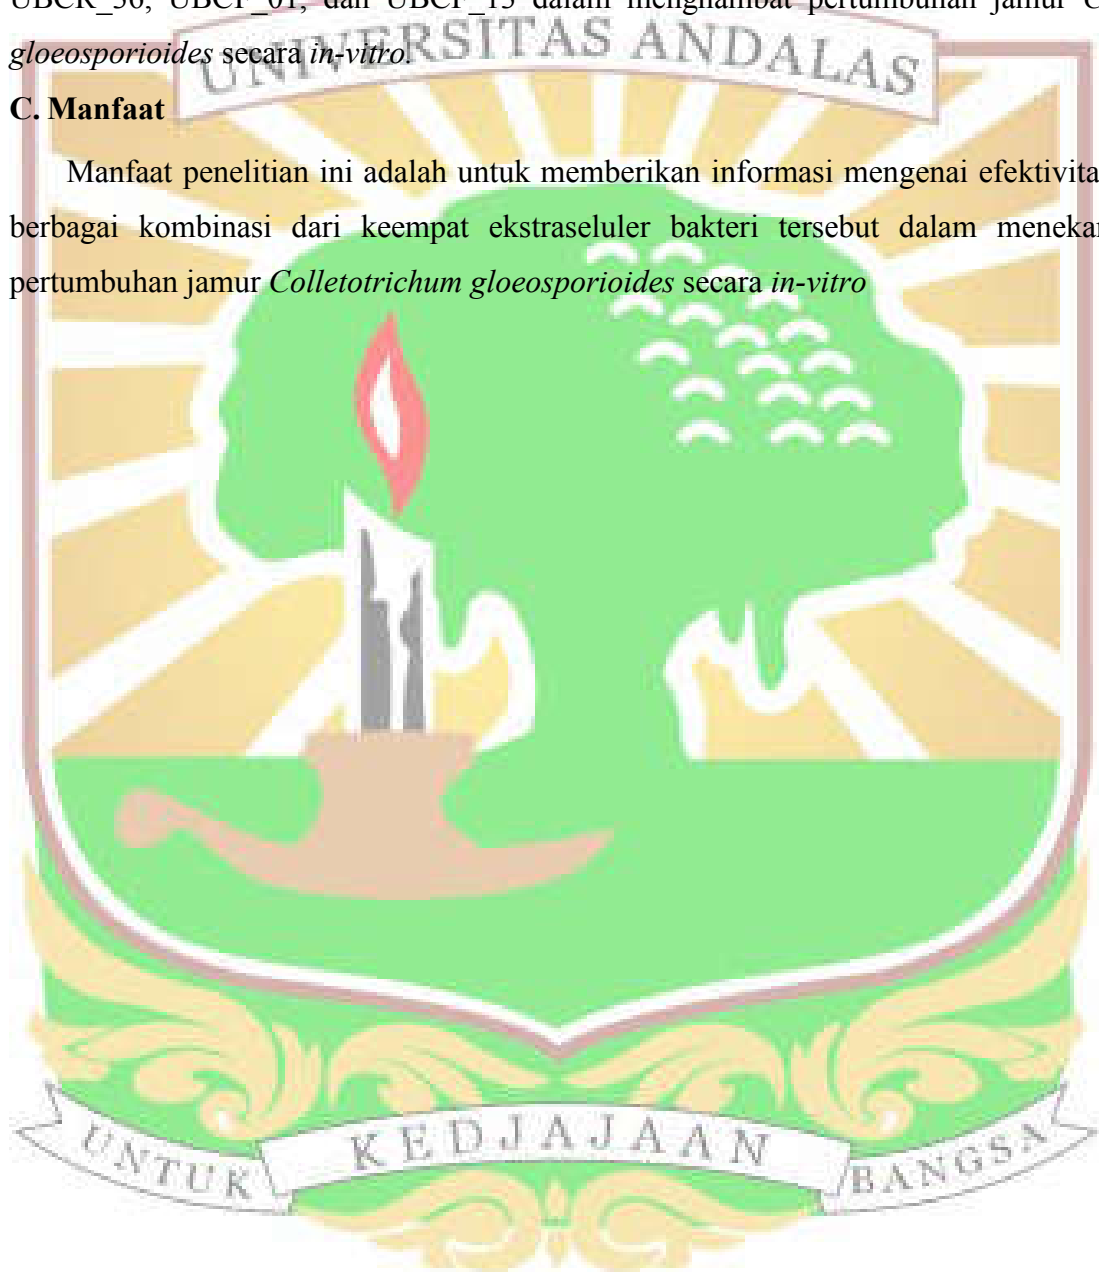 UBCR_36, UBCF_01, dan UBCF_13 dalam menghambat pertumbuhan jamur C
gloeosporioides secara in-vitro.
UNIVERSITAS ANDALAS
C. Manfaat
Manfaat penelitian ini adalah untuk memberikan informasi mengenai efektivita
berbagai kombinasi dari keempat ekstraseluler bakteri tersebut dalam menekan
pertumbuhan jamur Colletotrichum gloeosporioides secara in-vitro
UNTUK KEDJAJAAN BANGSA